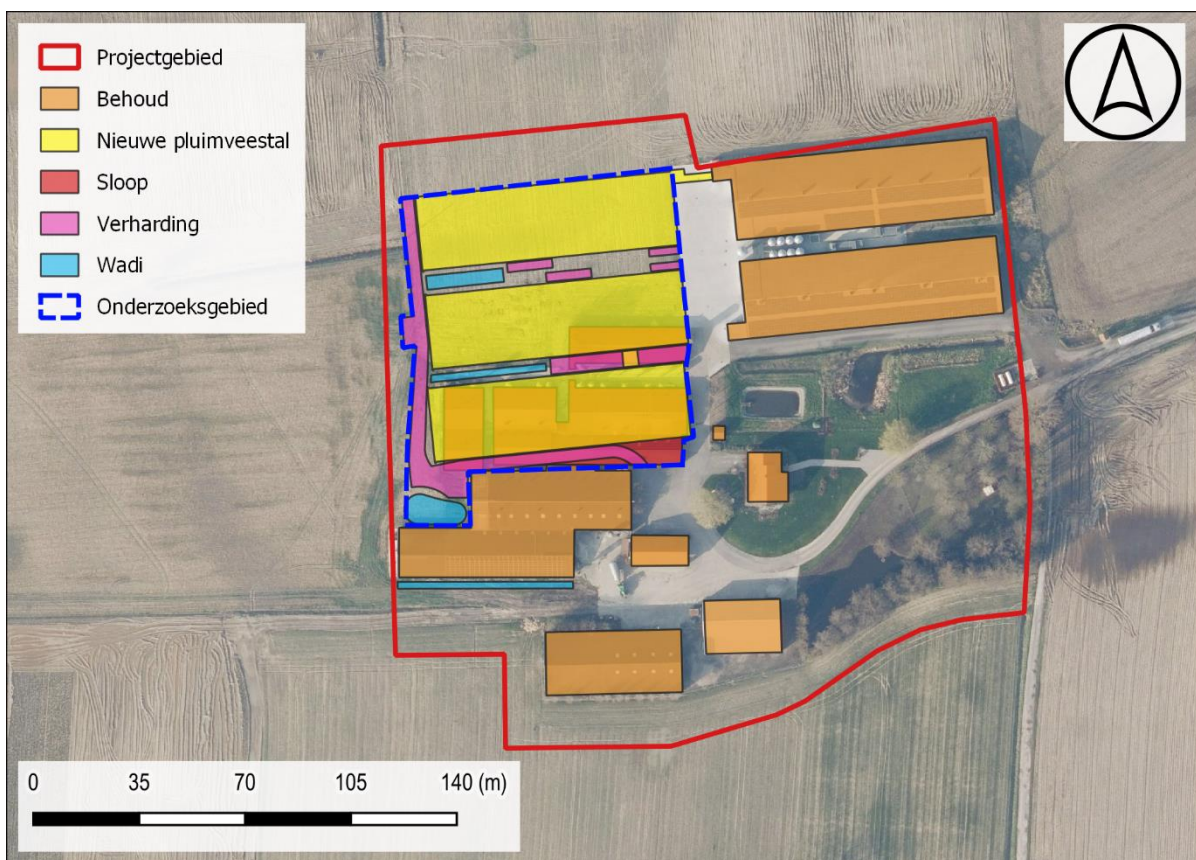 Projectgebied
Behoud
Nieuwe pluimveestal
Sloop
Verharding
Wadi
Onderzoeksgebied
0 35 70 105 140 (m)